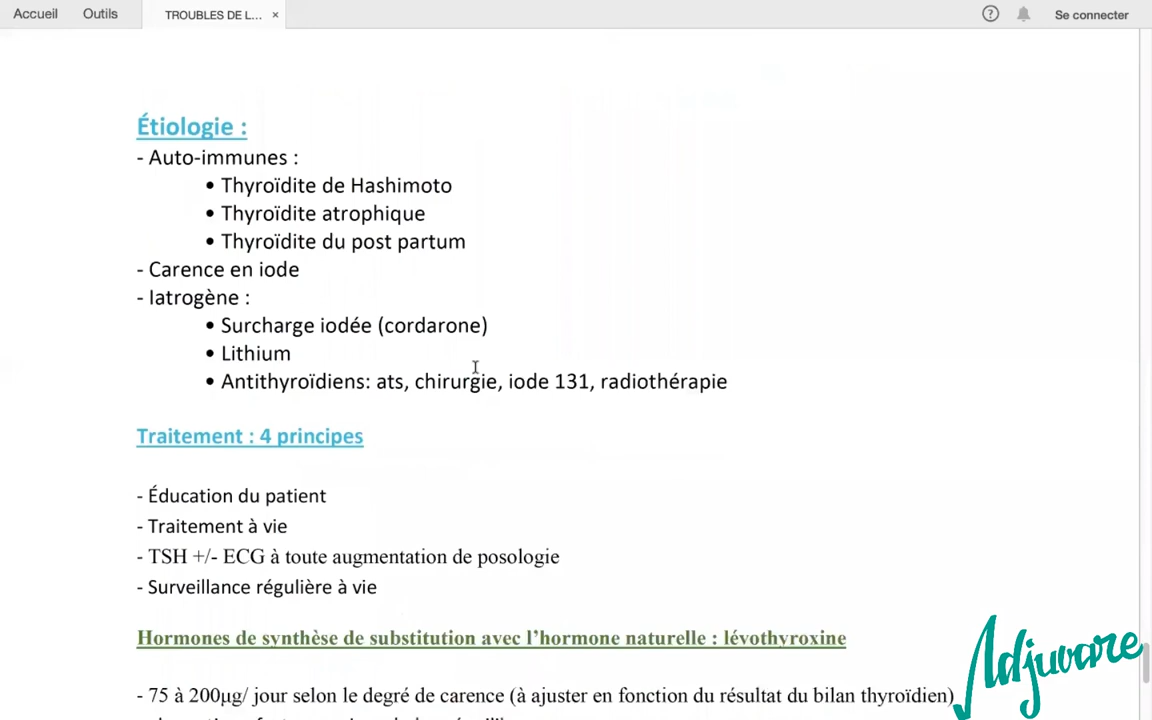 Accueil Outils TROUBLES DE L... × ? Se connecter
Étiologie :
- Auto-immunes :
• Thyroïdite de Hashimoto
• Thyroïdite atrophique
• Thyroïdite du post partum
- Carence en iode
- Iatrogène :
• Surcharge iodée (cordarone)
• Lithium
• Antithyroïdiens: ats, chirurgie, iode 131, radiothérapie
Traitement : 4 principes
- Éducation du patient
- Traitement à vie
- TSH +/- ECG à toute augmentation de posologie
- Surveillance régulière à vie
Hormones de synthèse de substitution avec l'hormone naturelle : lévothyroxine
- 75 à 200µg/ jour selon le degré de carence (à ajuster en fonction du résultat du bilan thyroïdien)
Adjuvare